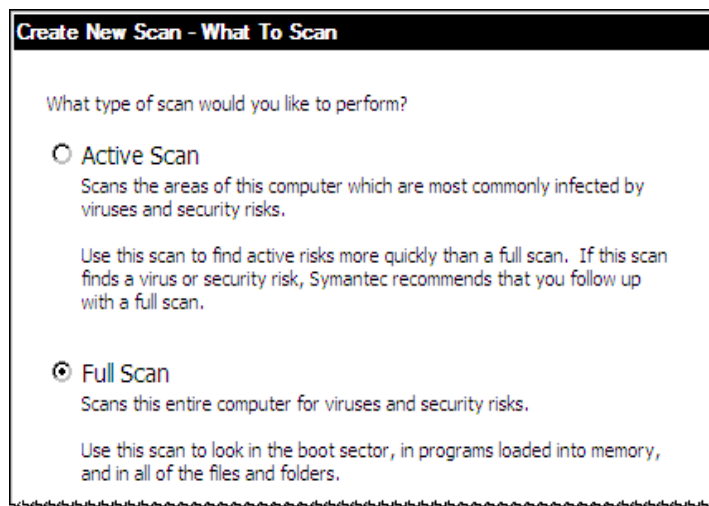 Create New Scan - What To Scan
What type of scan would you like to perform?
Active Scan
Scans the areas of this computer which are most commonly infected by
viruses and security risks.
Use this scan to find active risks more quickly than a full scan. If this scan
finds a virus or security risk, Symantec recommends that you follow up
with a full scan.
Full Scan
Scans this entire computer for viruses and security risks.
Use this scan to look in the boot sector, in programs loaded into memory,
and in all of the files and folders.